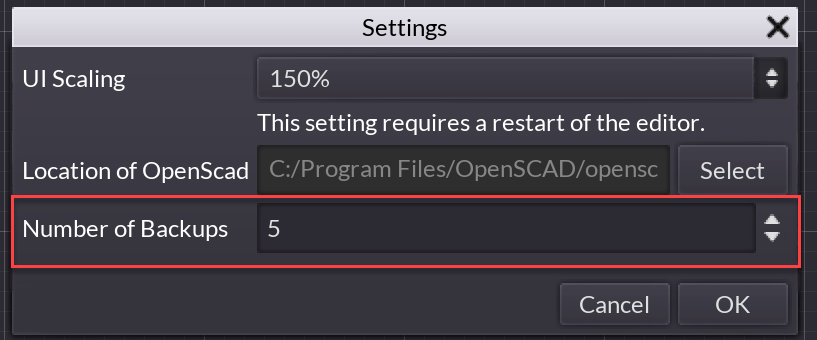 Settings
UI Scaling 150%
This setting requires a restart of the editor.
Location of OpenScad C:/Program Files/OpenSCAD/opensc Select
Number of Backups 5
Cancel OK